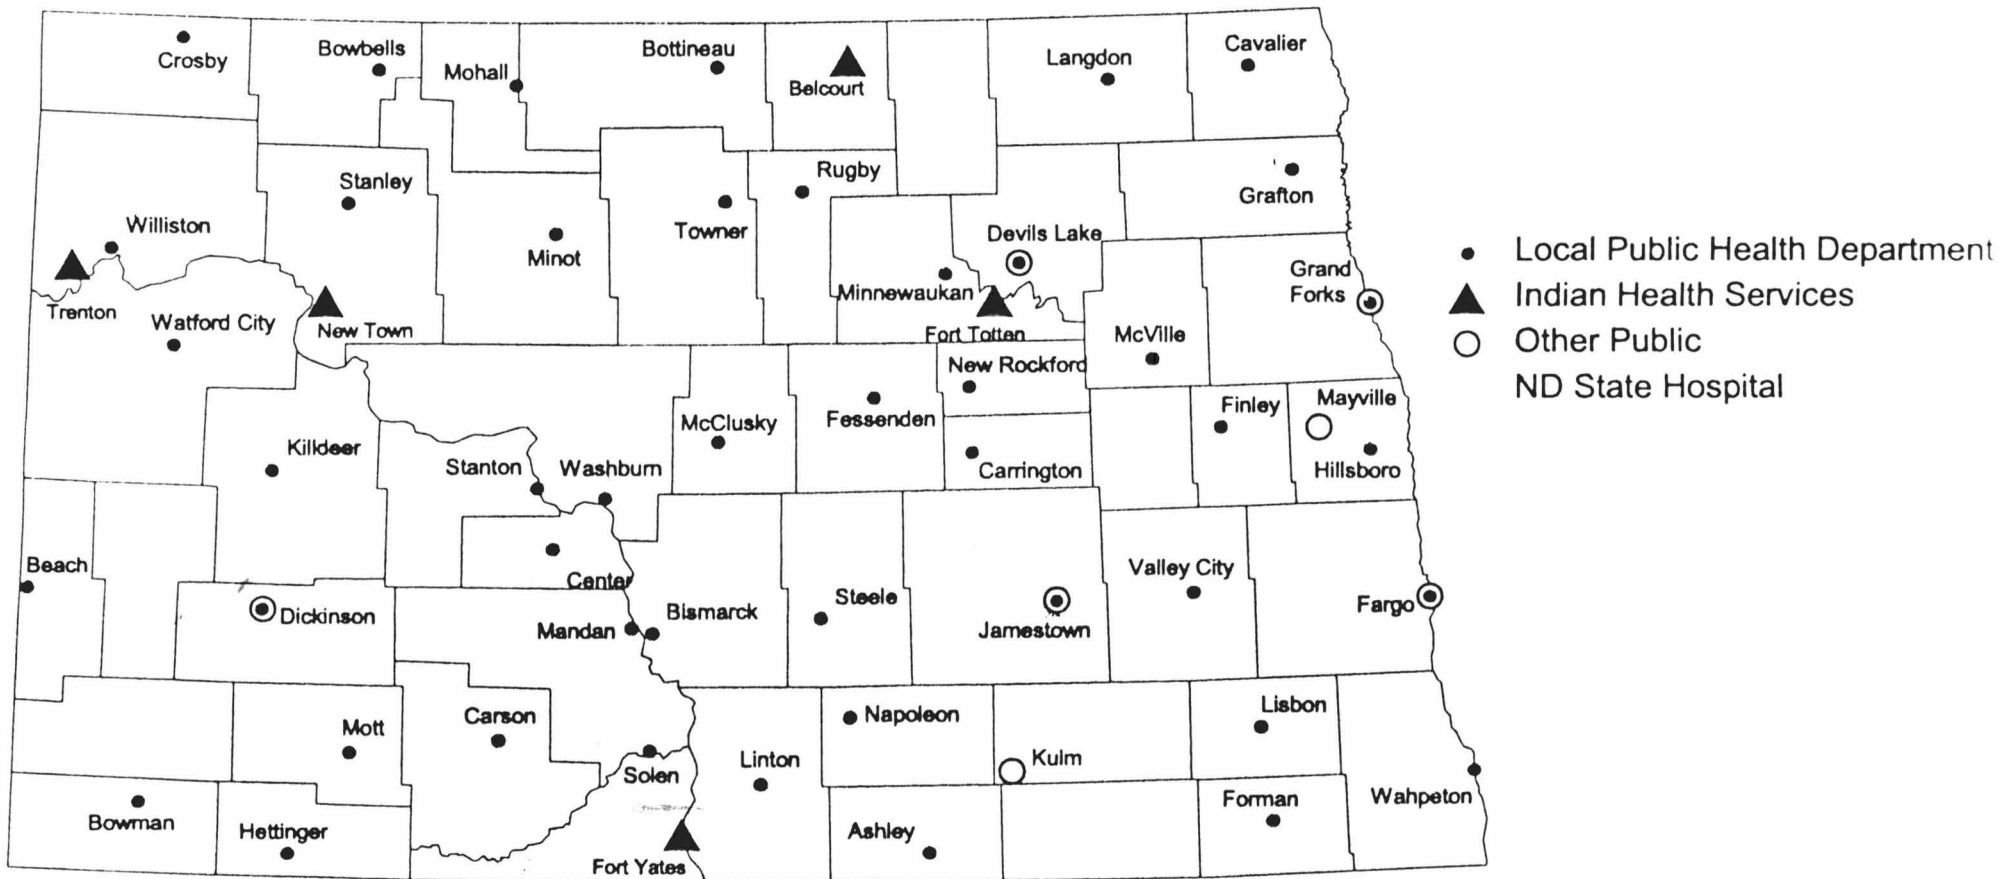 Crosby
Bowbells
Mohall
Bottineau
Belcourt
Langdon
Cavalier
Stanley
Rugby
Grafton
Williston
Towner
Devils Lake
Minot
Minnewaukan
Grand
Forks
Trenton
Watford City
New Town
Fort Totten
McVille
New Rockford
Killdeer
McClusky
Fessenden
Finley
Mayville
Stanton
Washburn
Carrington
Hillsboro
Beach
Center
Valley City
Dickinson
Mandan
Bismarck
Steele
Jamestown
Fargo
Mott
Carson
Napoleon
Lisbon
Solen
Linton
Kulm
Bowman
Hettinger
Ashley
Forman
Wahpeton
Fort Yates
Local Public Health Department
Indian Health Services
Other Public
ND State Hospital